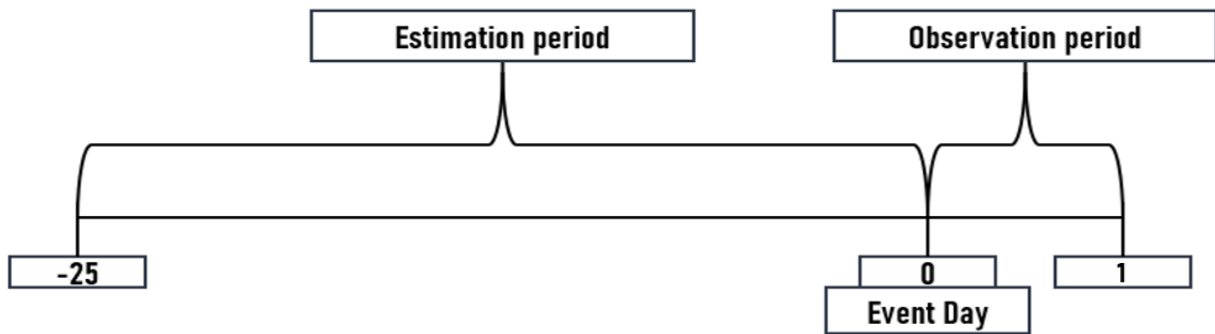 Estimation period
Observation period
-25
0
1
Event Day